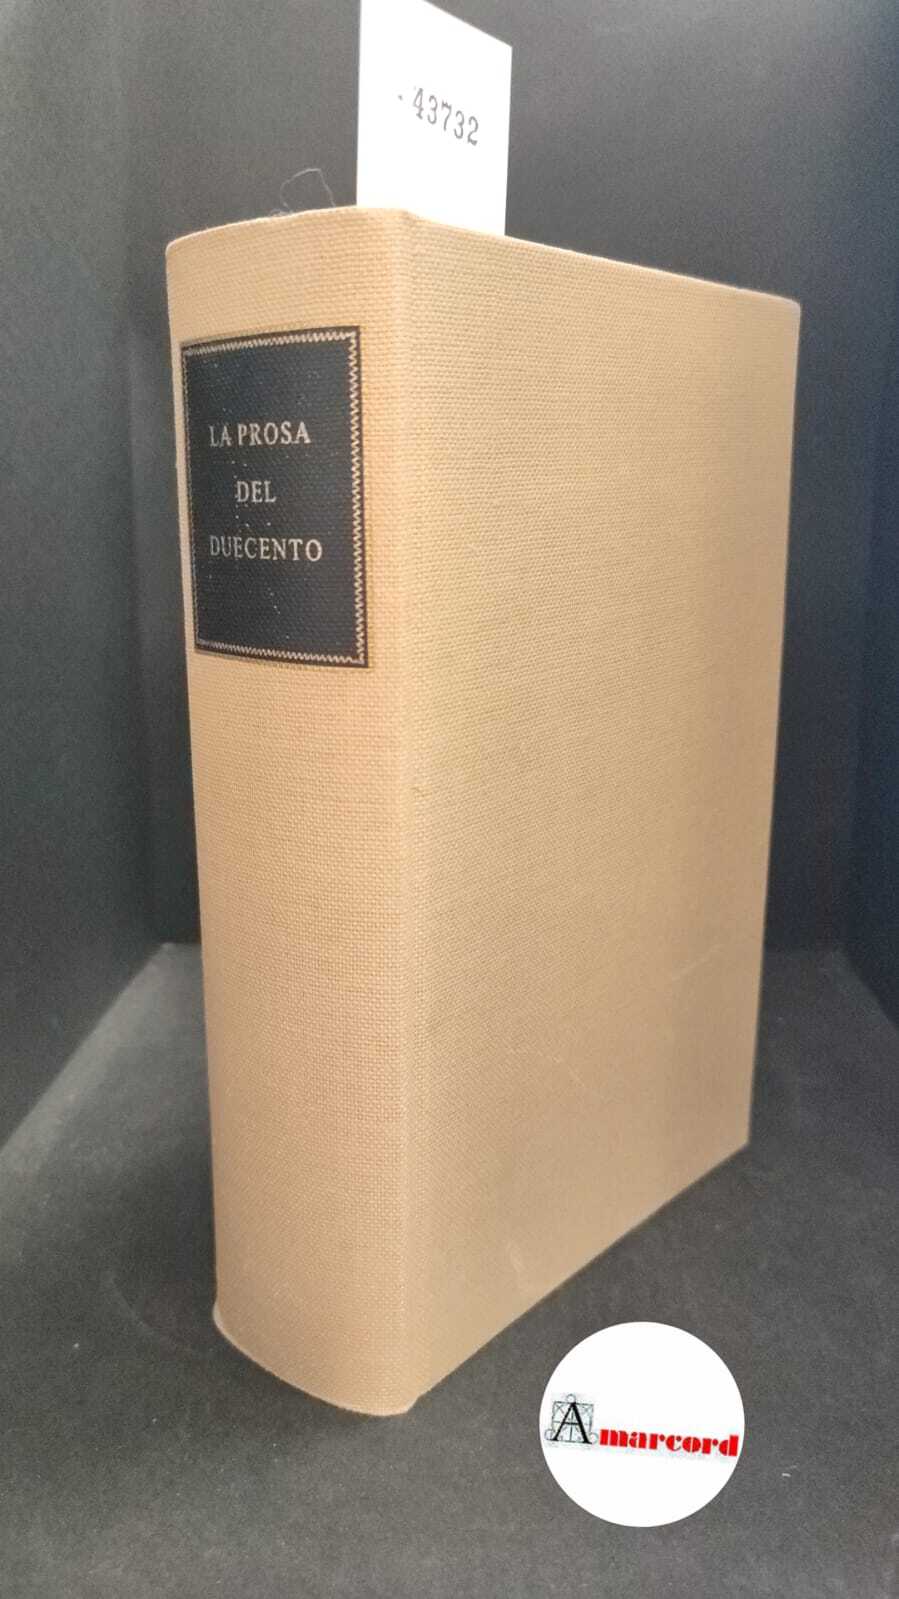 43732
LA PROSA
DEL
DUECENTO
Amarcord